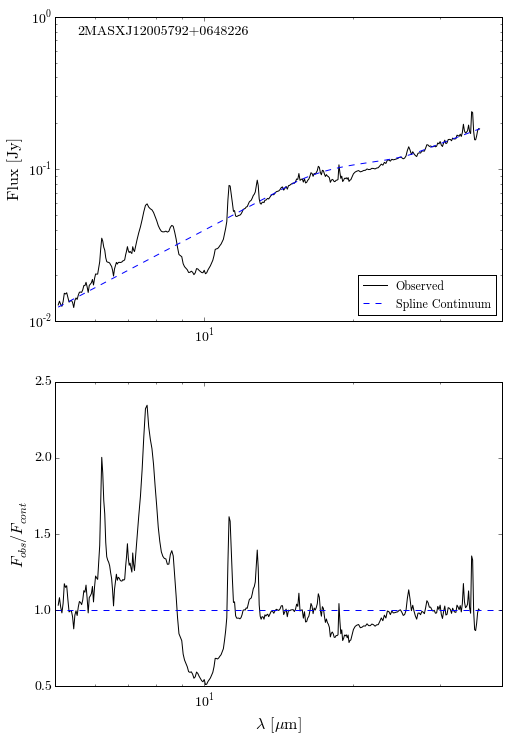 10^0
2MASXJ12005792+0648226
Flux [Jy]
10^-1
Observed
Spline Continuum
10^-2
10^1
2.5
2.0
1.5
F_obs/F_cont
1.0
0.5
10^1
λ [μm]